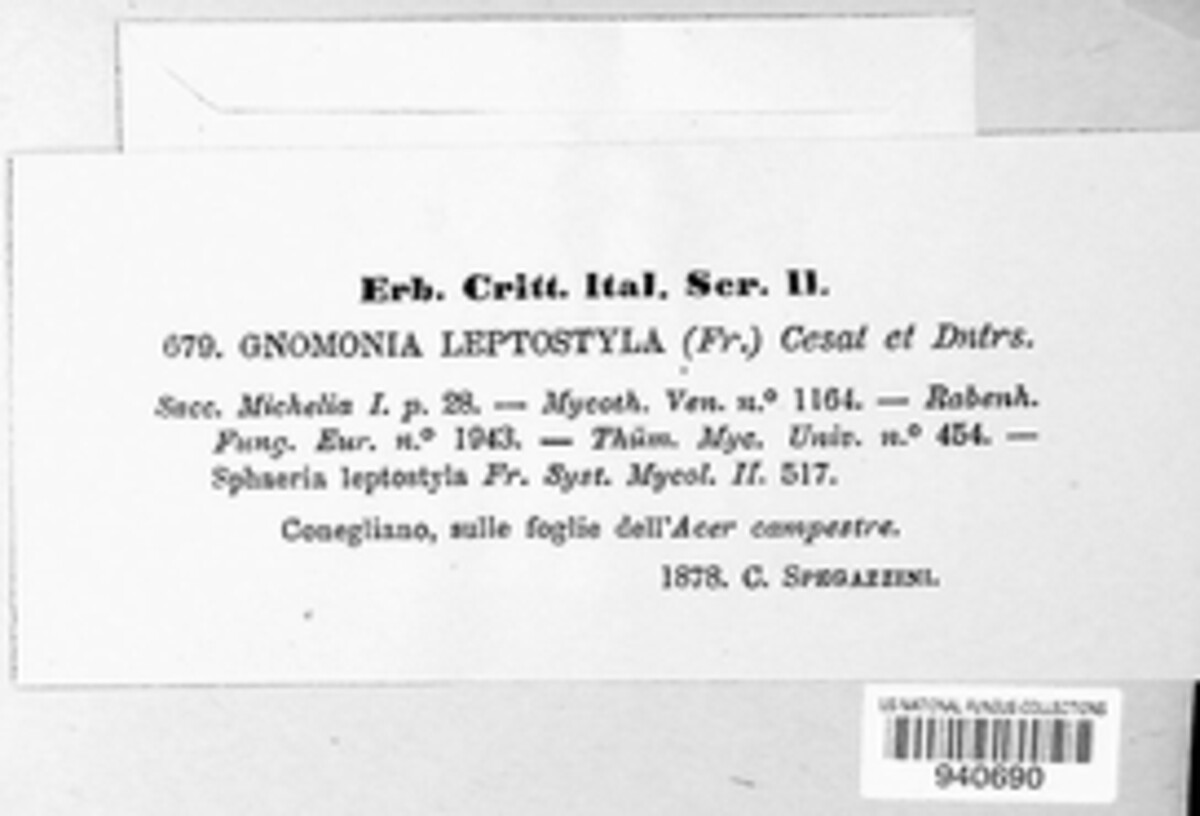 Erb. Critt. Ital. Ser. II.
679. GNOMONIA LEPTOSTYLA (Fr.) Cesat et Dntrs.
Sacc. Michelia I. p. 28. — Mycoth. Ven. n.º 1164. — Rabenh.
Fung. Eur. n.º 1943. — Thüm. Myc. Univ. n.º 454. —
Sphaeria leptostyla Fr. Syst. Mycol. II. 517.
Conegliano, sulle foglie dell'Acer campestre.
1878. C. SPEGAZZINI.
US NATIONAL FUNGUS COLLECTIONS
940690